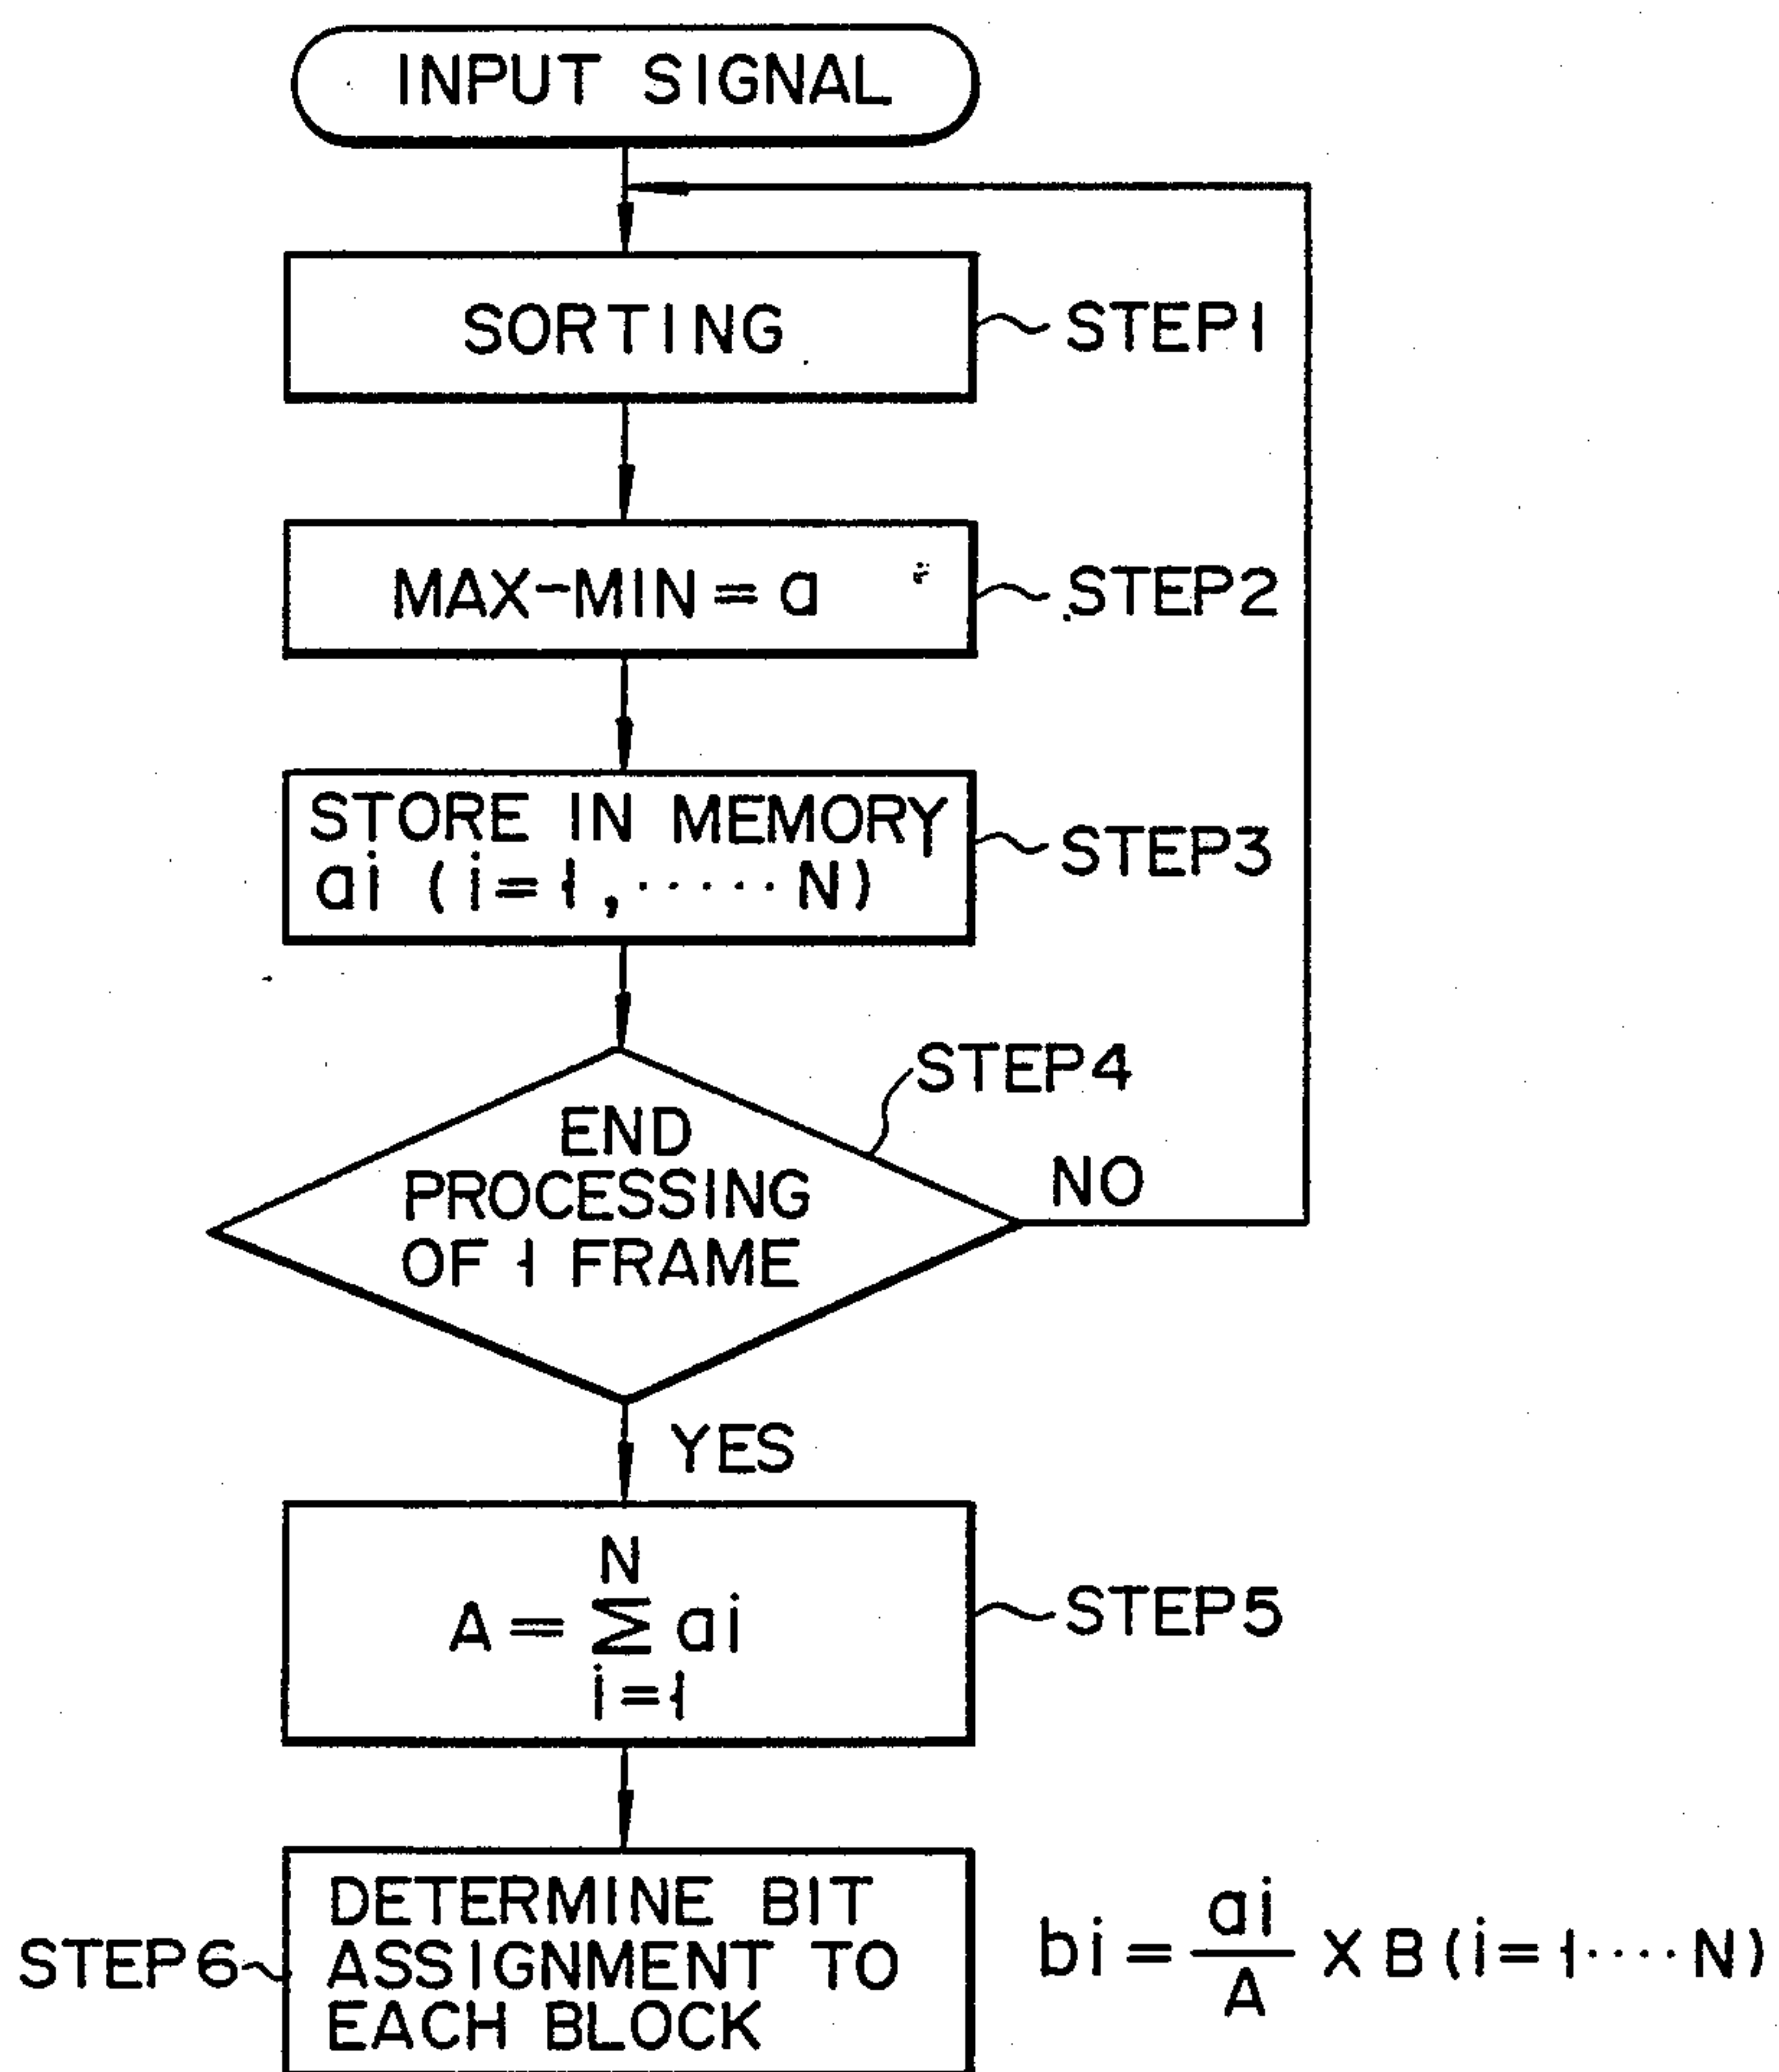 INPUT SIGNAL
SORTING
STEP1
MAX-MIN=a
STEP2
STORE IN MEMORY
ai (i=1,·····N)
STEP3
STEP4
END
PROCESSING
OF 1 FRAME
NO
YES
N
A=Σai
i=1
STEP5
DETERMINE BIT
ASSIGNMENT TO
EACH BLOCK
STEP6
bi=ai/A×B(i=1····N)